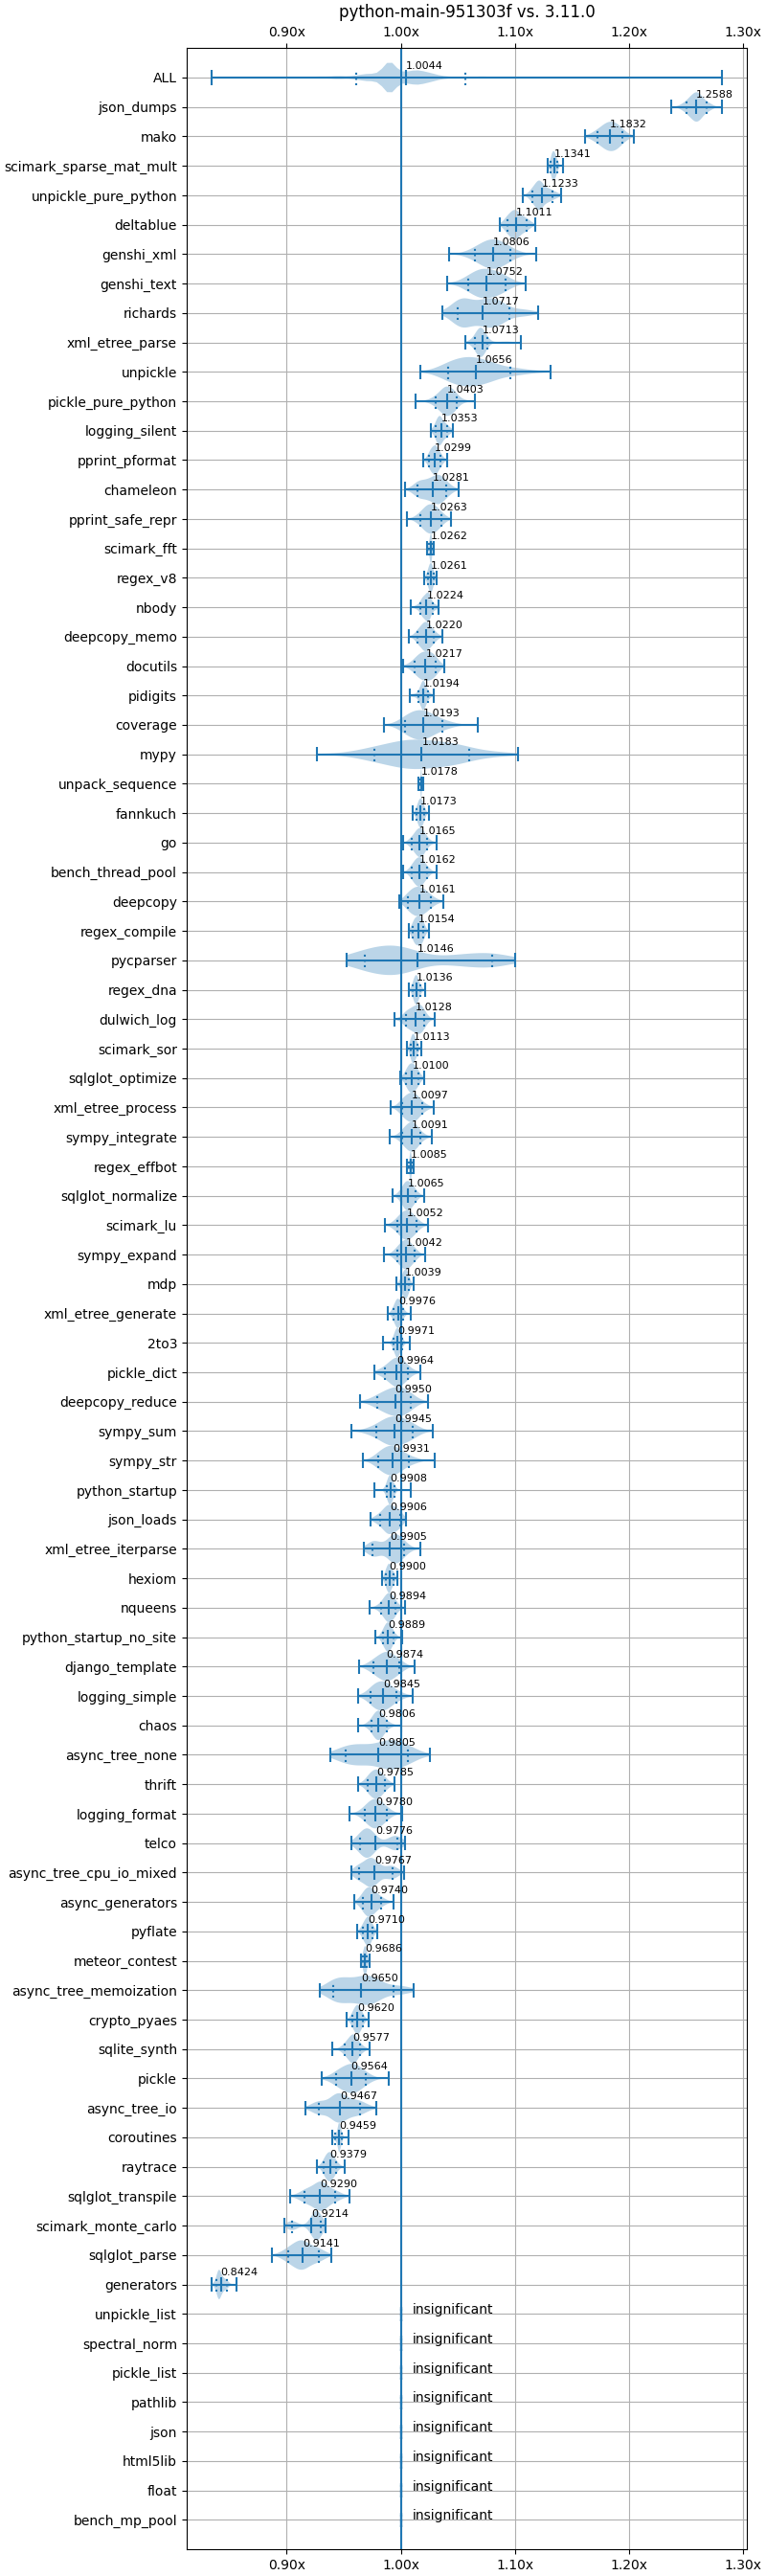 python-main-951303f vs. 3.11.0
0.90x 1.00x 1.10x 1.20x 1.30x
ALL 1.0044
json_dumps 1.2588
mako 1.1832
scimark_sparse_mat_mult 1.1341
unpickle_pure_python 1.1233
deltablue 1.1011
genshi_xml 1.0806
genshi_text 1.0752
richards 1.0717
xml_etree_parse 1.0713
unpickle 1.0656
pickle_pure_python 1.0403
logging_silent 1.0353
pprint_pformat 1.0299
chameleon 1.0281
pprint_safe_repr 1.0263
scimark_fft 1.0262
regex_v8 1.0261
nbody 1.0224
deepcopy_memo 1.0220
docutils 1.0217
pidigits 1.0194
coverage 1.0193
mypy 1.0183
unpack_sequence 1.0178
fannkuch 1.0173
go 1.0165
bench_thread_pool 1.0162
deepcopy 1.0161
regex_compile 1.0154
pycparser 1.0146
regex_dna 1.0136
dulwich_log 1.0128
scimark_sor 1.0113
sqlglot_optimize 1.0100
xml_etree_process 1.0097
sympy_integrate 1.0091
regex_effbot 1.0085
sqlglot_normalize 1.0065
scimark_lu 1.0052
sympy_expand 1.0042
mdp 1.0039
xml_etree_generate 0.9976
2to3 0.9971
pickle_dict 0.9964
deepcopy_reduce 0.9950
sympy_sum 0.9945
sympy_str 0.9931
python_startup 0.9908
json_loads 0.9906
xml_etree_iterparse 0.9905
hexiom 0.9900
nqueens 0.9894
python_startup_no_site 0.9889
django_template 0.9874
logging_simple 0.9845
chaos 0.9806
async_tree_none 0.9805
thrift 0.9785
logging_format 0.9780
telco 0.9776
async_tree_cpu_io_mixed 0.9767
async_generators 0.9740
pyflate 0.9710
meteor_contest 0.9686
async_tree_memoization 0.9650
crypto_pyaes 0.9620
sqlite_synth 0.9577
pickle 0.9564
async_tree_io 0.9467
coroutines 0.9459
raytrace 0.9379
sqlglot_transpile 0.9290
scimark_monte_carlo 0.9214
sqlglot_parse 0.9141
generators 0.8424
unpickle_list insignificant
spectral_norm insignificant
pickle_list insignificant
pathlib insignificant
json insignificant
html5lib insignificant
float insignificant
bench_mp_pool insignificant
0.90x 1.00x 1.10x 1.20x 1.30x